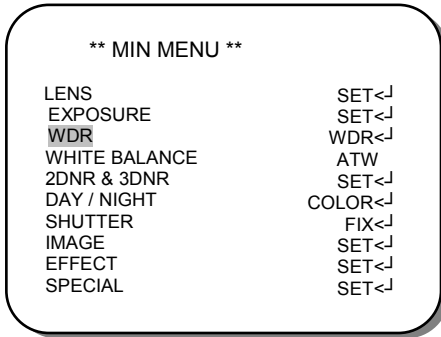 ** MIN MENU **
LENS SET<┘
EXPOSURE SET<┘
WDR WDR<┘
WHITE BALANCE ATW
2DNR & 3DNR SET<┘
DAY / NIGHT COLOR<┘
SHUTTER FIX<┘
IMAGE SET<┘
EFFECT SET<┘
SPECIAL SET<┘